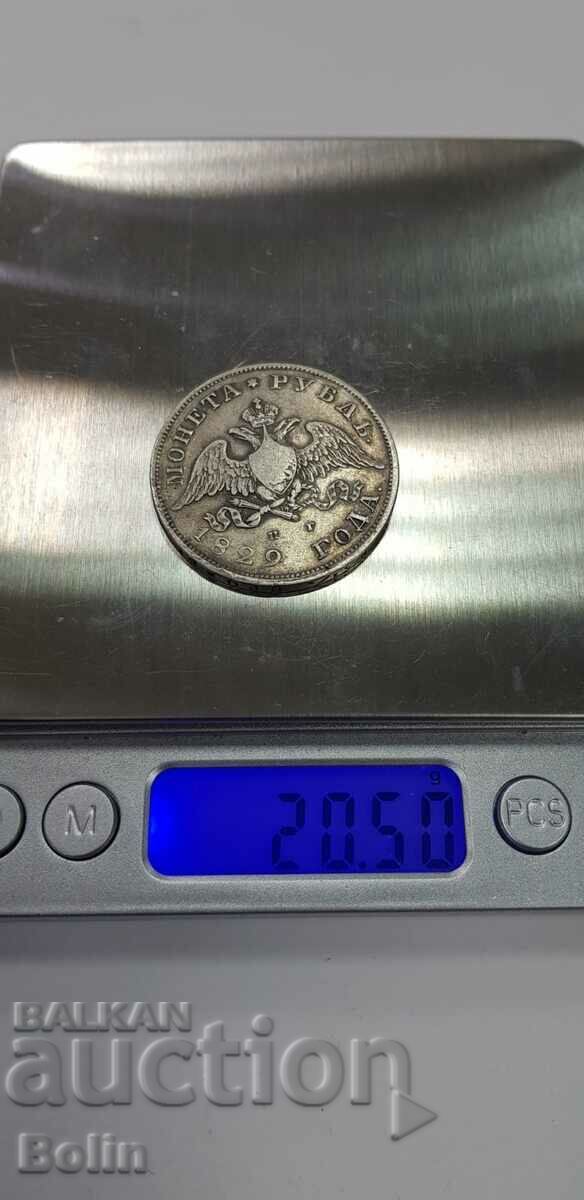 МОНЕТА * РУБЛЬ.
н г
1829 ГОДА.
g
M
20.50
PCS
BALKAN
auction
Bolin